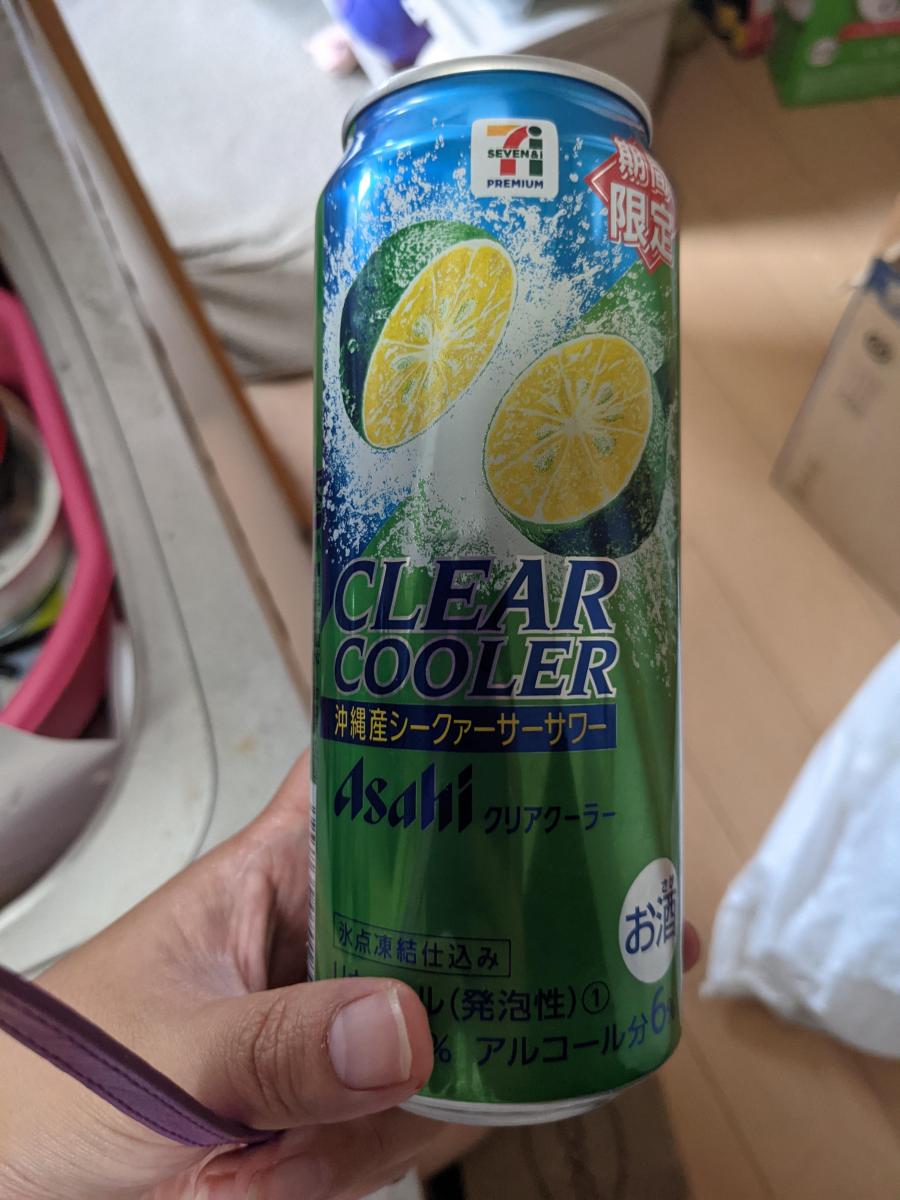 SEVEN&i
PREMIUM
期間
限定
CLEAR
COOLER
沖縄産シークァーサーサワー
Asahi クリアクーラー
お酒
氷点凍結仕込み
ル(発泡性)①
% アルコール分6%